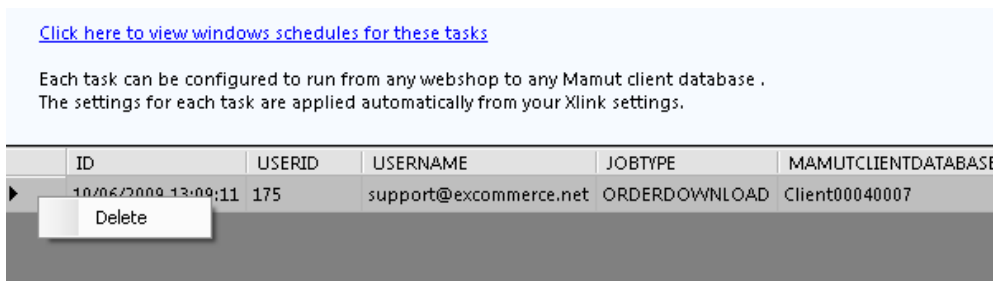 Click here to view windows schedules for these tasks
Each task can be configured to run from any webshop to any Mamut client database .
The settings for each task are applied automatically from your Xlink settings.
ID USERID USERNAME JOBTYPE MAMUTCLIENTDATABASE
10/06/2009 13:09:11 175 support@excommerce.net ORDERDOWNLOAD Client00040007
Delete